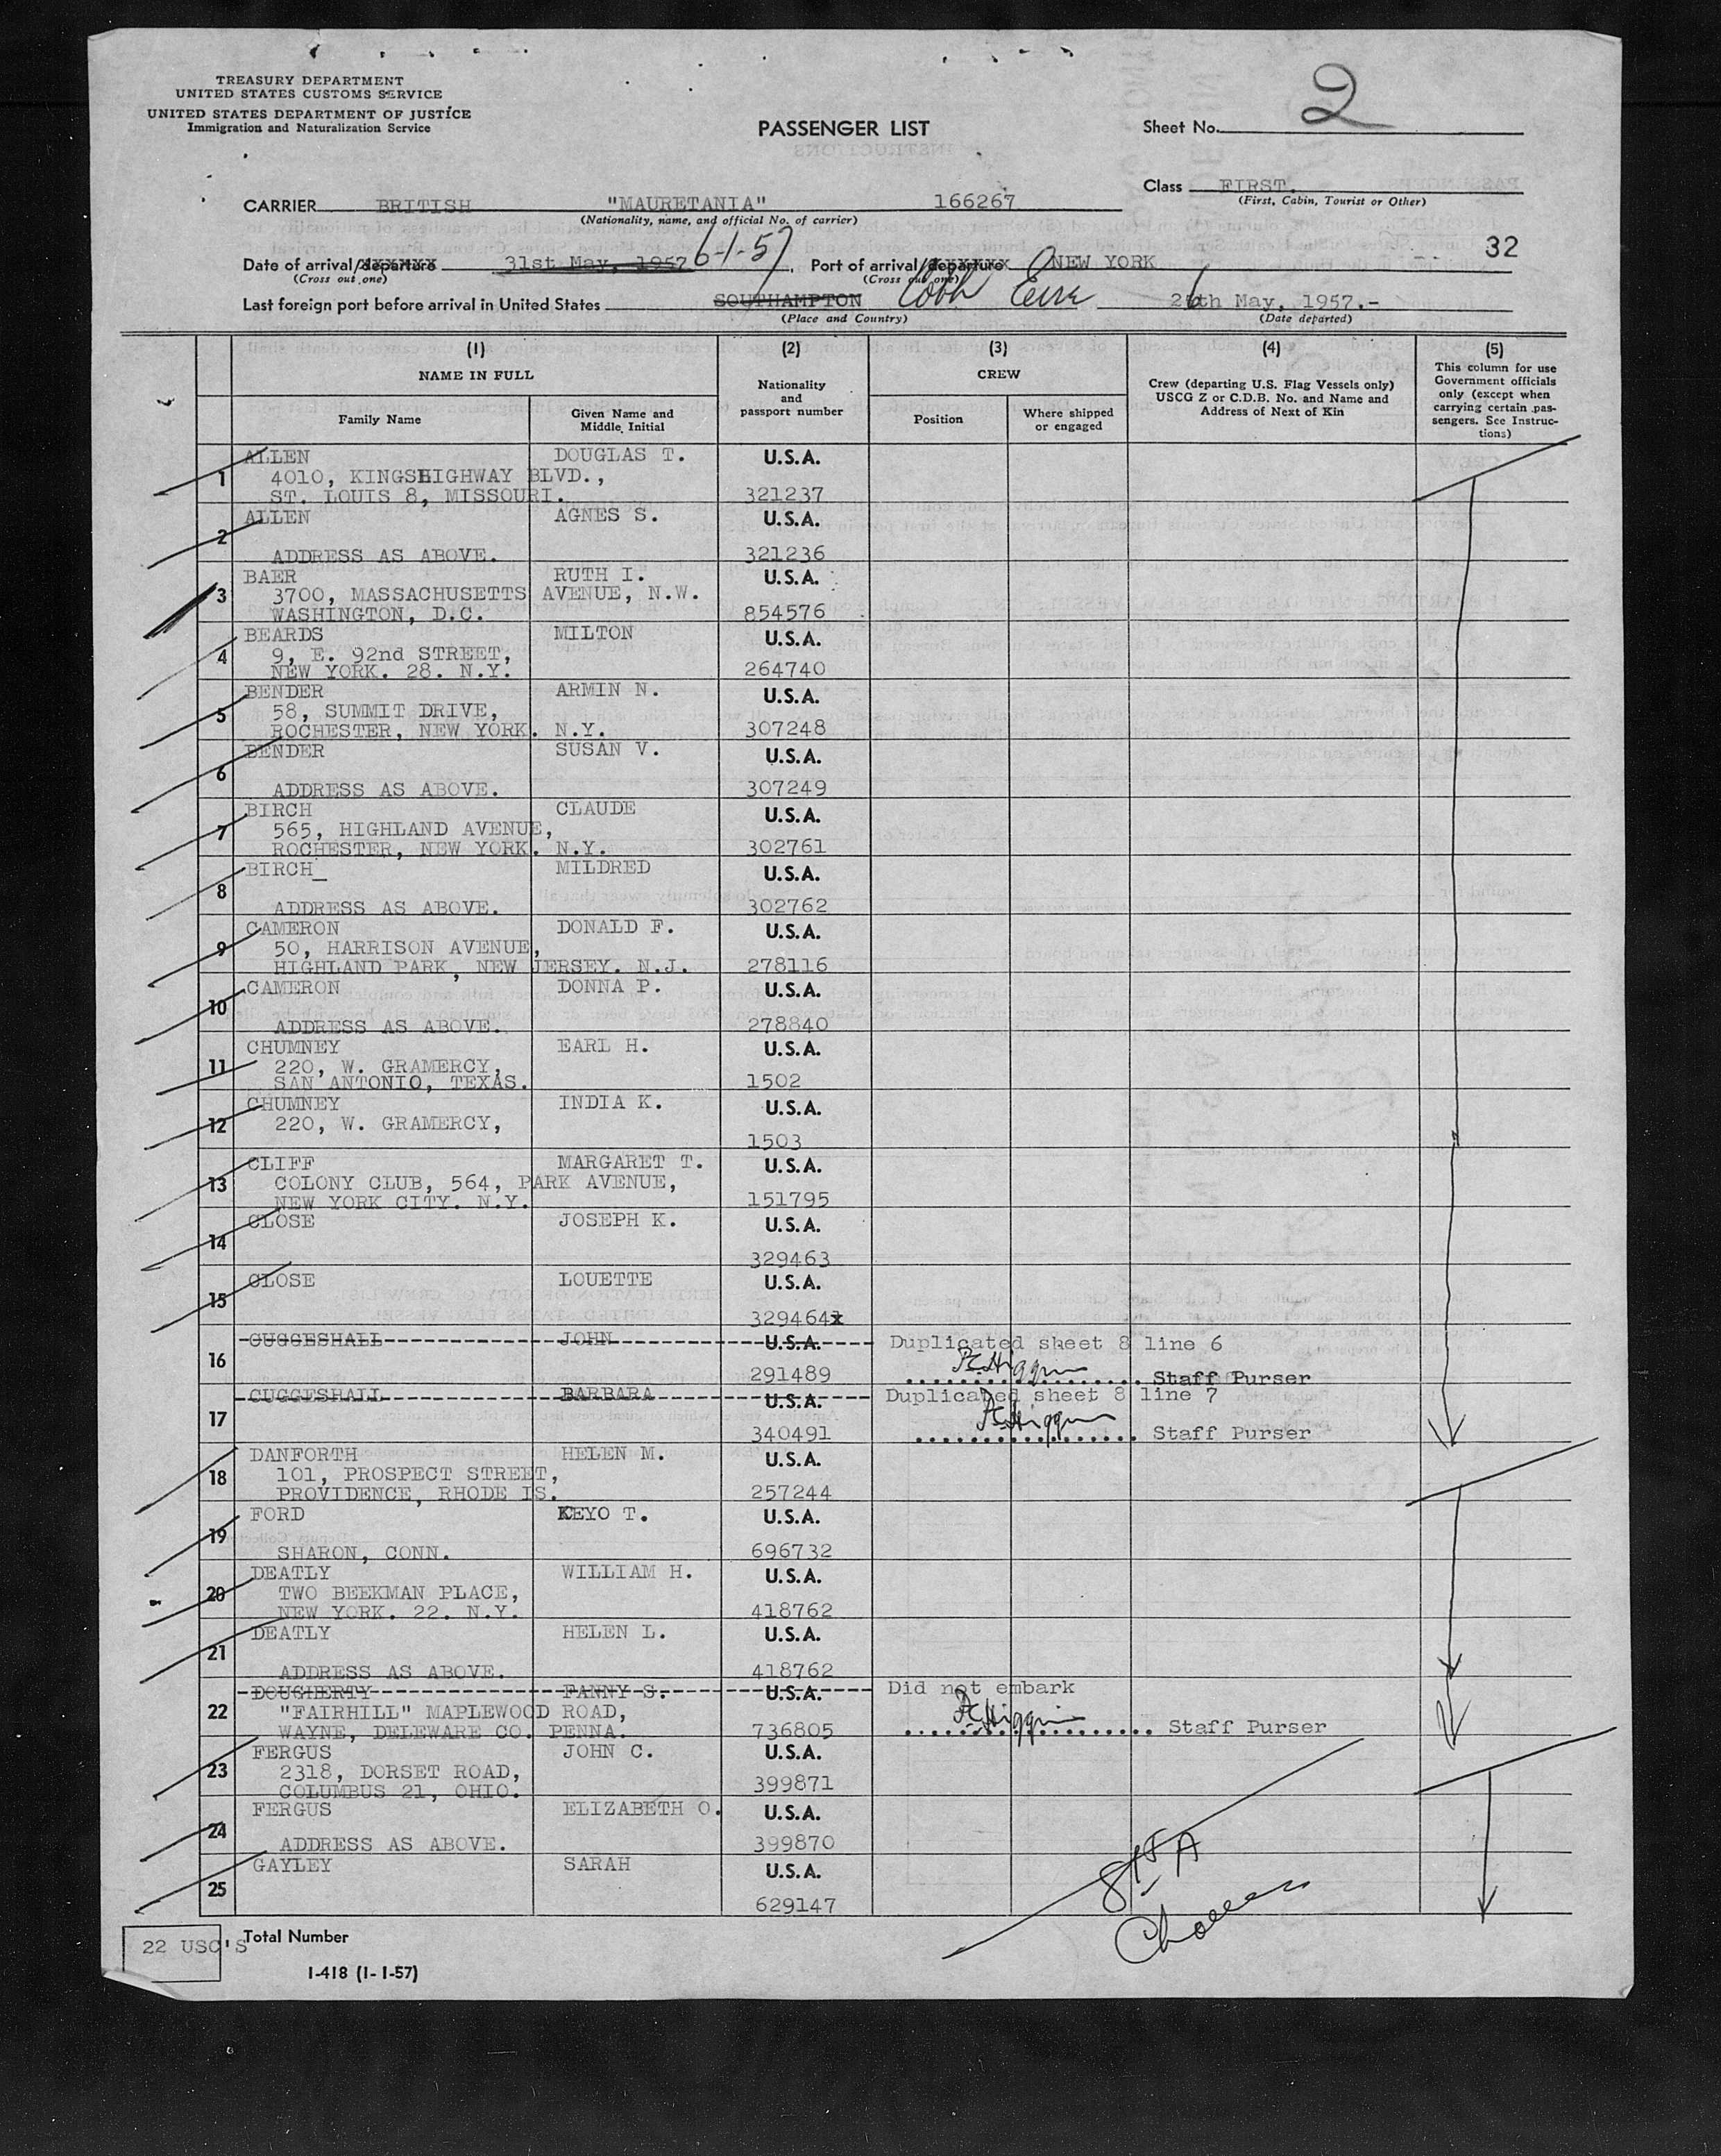 TREASURY DEPARTMENT
UNITED STATES CUSTOMS SERVICE
UNITED STATES DEPARTMENT OF JUSTICE
Immigration and Naturalization Service
PASSENGER LIST
Sheet No. 2
Class FIRST.
(First, Cabin, Tourist or Other)
CARRIER BRITISH "MAURETANIA" 166267
(Nationality, name, and official No. of carrier)
32
Date of arrival/departure 31st May, 1957 6-1-57. Port of arrival/departure NEW YORK
(Cross out one) (Cross out one)
Last foreign port before arrival in United States SOUTHAMPTON Cobh Eire 26th May, 1957.-
(Place and Country) (Date departed)
(1) (2) (3) (4) (5)
NAME IN FULL
Family Name
Given Name and Middle Initial
Nationality and passport number
CREW
Position
Where shipped or engaged
Crew (departing U.S. Flag Vessels only)
USCG Z or C.D.B. No. and Name and
Address of Next of Kin
This column for use
Government officials
only (except when
carrying certain pas-
sengers. See Instruc-
tions)
1 ALLEN DOUGLAS T. U.S.A.
4010, KINGSHIGHWAY BLVD.,
ST. LOUIS 8, MISSOURI. 321237
2 ALLEN AGNES S. U.S.A.
ADDRESS AS ABOVE. 321236
3 BAER RUTH I. U.S.A.
3700, MASSACHUSETTS AVENUE, N.W.
WASHINGTON, D.C. 854576
4 BEARDS MILTON U.S.A.
9, E. 92nd STREET,
NEW YORK. 28. N.Y. 264740
5 BENDER ARMIN N. U.S.A.
58, SUMMIT DRIVE,
ROCHESTER, NEW YORK. N.Y. 307248
6 BENDER SUSAN V. U.S.A.
ADDRESS AS ABOVE. 307249
7 BIRCH CLAUDE U.S.A.
565, HIGHLAND AVENUE,
ROCHESTER, NEW YORK. N.Y. 302761
8 BIRCH_ MILDRED U.S.A.
ADDRESS AS ABOVE. 302762
9 CAMERON DONALD F. U.S.A.
50, HARRISON AVENUE,
HIGHLAND PARK, NEW JERSEY. N.J. 278116
10 CAMERON DONNA P. U.S.A.
ADDRESS AS ABOVE. 278840
11 CHUMNEY EARL H. U.S.A.
220, W. GRAMERCY,
SAN ANTONIO, TEXAS. 1502
12 CHUMNEY INDIA K. U.S.A.
220, W. GRAMERCY,
1503
13 CLIFF MARGARET T. U.S.A.
COLONY CLUB, 564, PARK AVENUE,
NEW YORK CITY. N.Y. 151795
14 CLOSE JOSEPH K. U.S.A.
329463
15 CLOSE LOUETTE U.S.A.
329464x
16 CUGGESHALL JOHN U.S.A. Duplicated sheet 8 line 6
291489 Higgins Staff Purser
17 CUGGESHALL BARBARA U.S.A. Duplicated sheet 8 line 7
340491 Higgins Staff Purser
18 DANFORTH HELEN M. U.S.A.
101, PROSPECT STREET,
PROVIDENCE, RHODE IS. 257244
19 FORD KEYO T. U.S.A.
SHARON, CONN. 696732
20 DEATLY WILLIAM H. U.S.A.
TWO BEEKMAN PLACE,
NEW YORK. 22. N.Y. 418762
21 DEATLY HELEN L. U.S.A.
ADDRESS AS ABOVE. 418762
22 DOUGHERTY FANNY S. U.S.A. Did not embark
"FAIRHILL" MAPLEWOOD ROAD,
WAYNE, DELEWARE CO. PENNA. 736805 Higgins Staff Purser
23 FERGUS JOHN C. U.S.A.
2318, DORSET ROAD,
COLUMBUS 21, OHIO. 399871
24 FERGUS ELIZABETH O. U.S.A.
ADDRESS AS ABOVE. 399870
25 GAYLEY SARAH U.S.A.
629147
22 USC'S Total Number
I-418 (1-1-57)